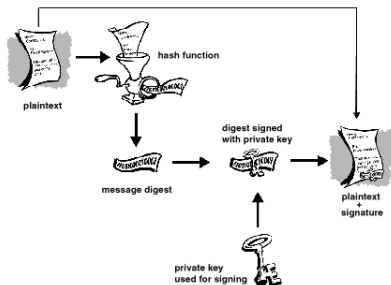 hash function
plaintext
digest signed
with private key
message digest
plaintext
+
signature
private key
used for signing